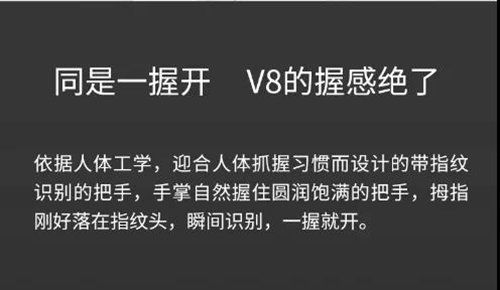 同是一握开 V8的握感绝了
依据人体工学，迎合人体抓握习惯而设计的带指纹
识别的把手，手掌自然握住圆润饱满的把手，拇指
刚好落在指纹头，瞬间识别，一握就开。